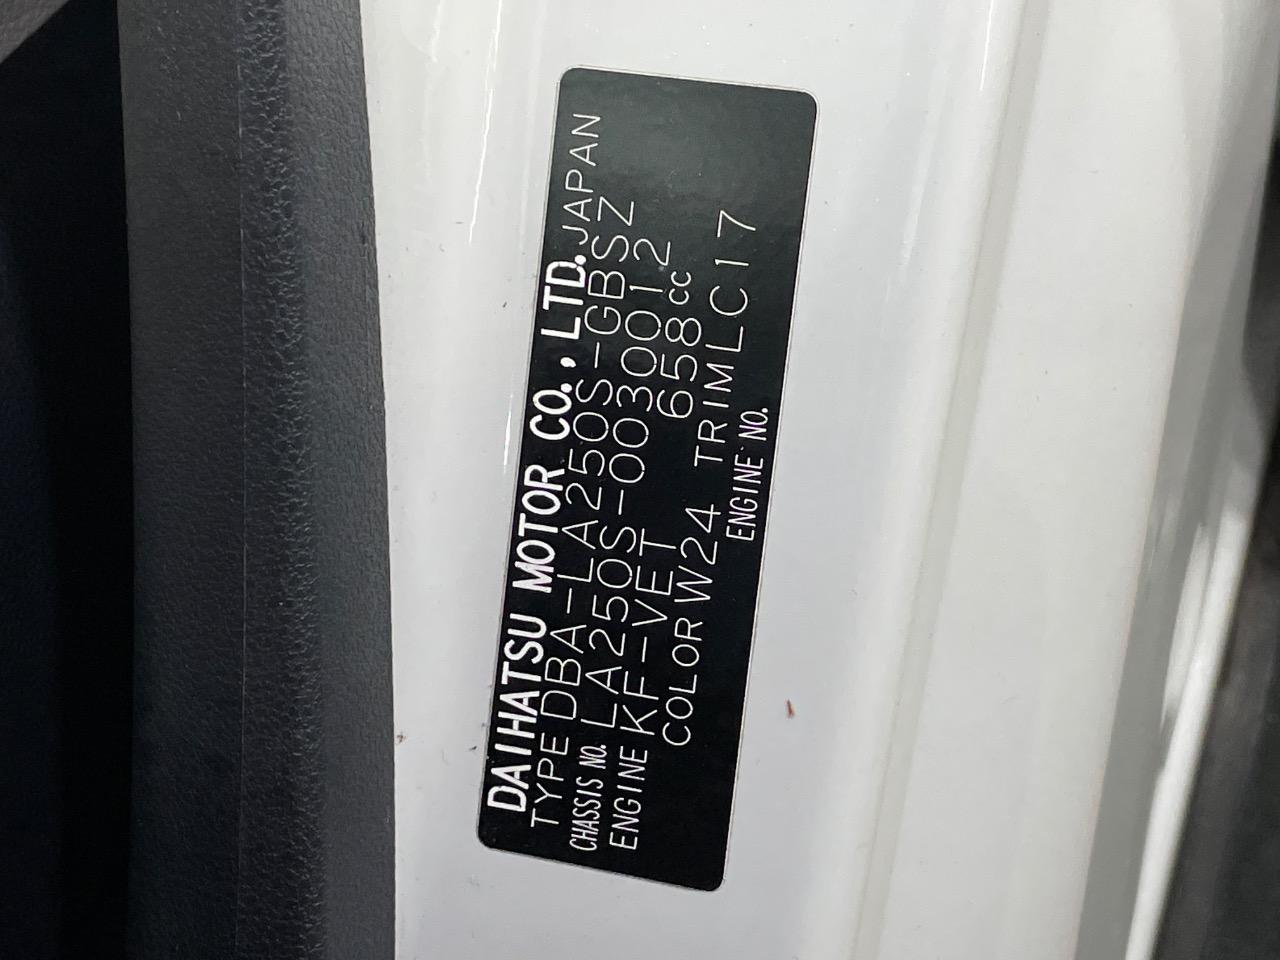 DAIHATSU MOTOR CO., LTD. JAPAN
TYPE DBA-LA250S-GBSZ
CHASSIS NO. LA250S-0030012
ENGINE KF-VET 658cc
COLOR W24 TRIM LC17
ENGINE NO.